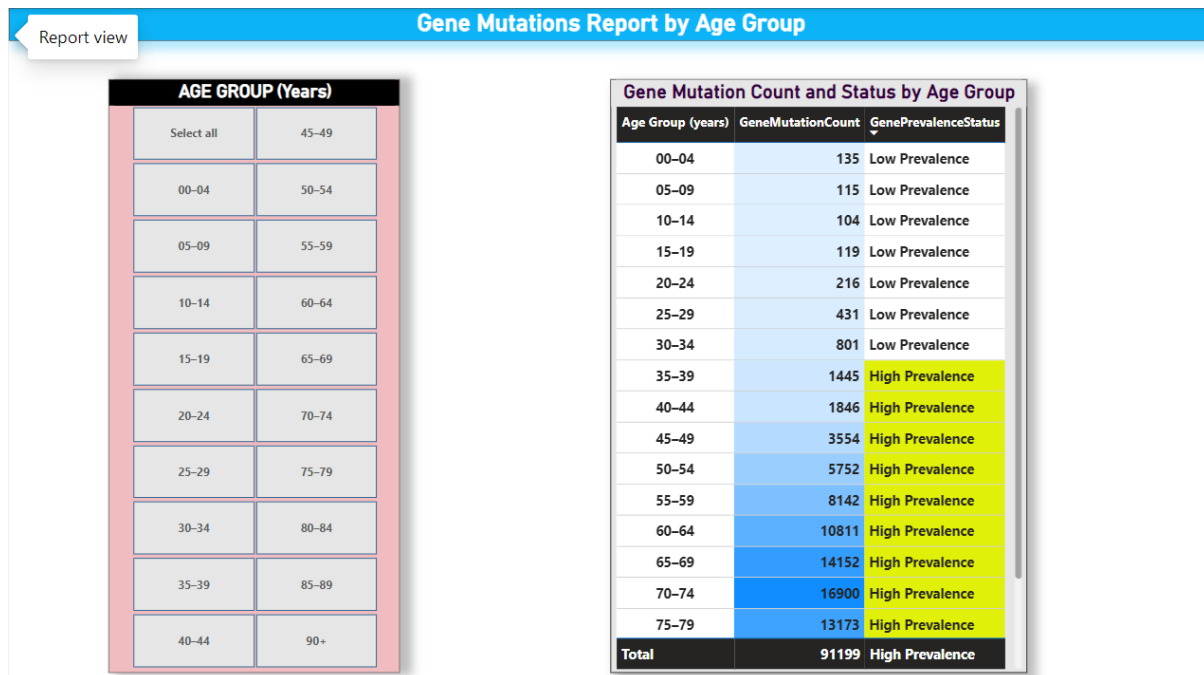 Gene Mutations Report by Age Group
Report view
AGE GROUP (Years)
Select all 45–49
00–04 50–54
05–09 55–59
10–14 60–64
15–19 65–69
20–24 70–74
25–29 75–79
30–34 80–84
35–39 85–89
40–44 90+
Gene Mutation Count and Status by Age Group
Age Group (years) GeneMutationCount GenePrevalenceStatus
00–04 135 Low Prevalence
05–09 115 Low Prevalence
10–14 104 Low Prevalence
15–19 119 Low Prevalence
20–24 216 Low Prevalence
25–29 431 Low Prevalence
30–34 801 Low Prevalence
35–39 1445 High Prevalence
40–44 1846 High Prevalence
45–49 3554 High Prevalence
50–54 5752 High Prevalence
55–59 8142 High Prevalence
60–64 10811 High Prevalence
65–69 14152 High Prevalence
70–74 16900 High Prevalence
75–79 13173 High Prevalence
Total 91199 High Prevalence